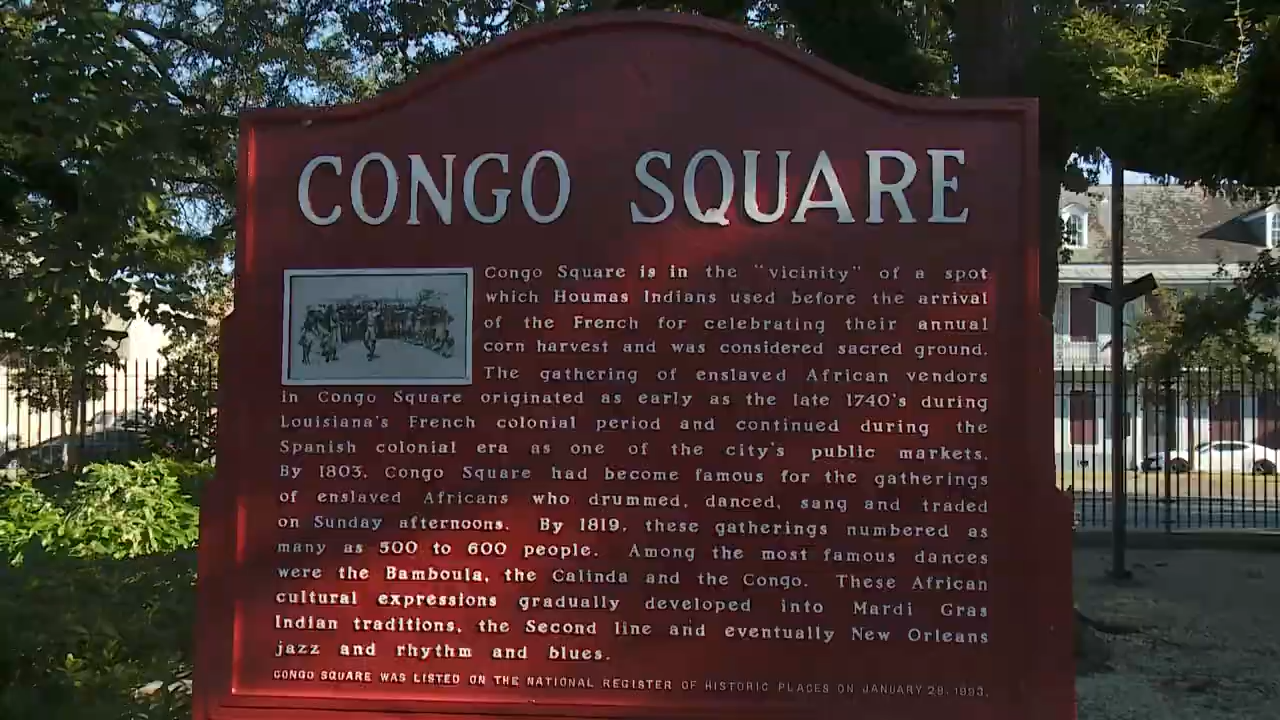 CONGO SQUARE
Congo Square is in the "vicinity" of a spot
which Houmas Indians used before the arrival
of the French for celebrating their annual
corn harvest and was considered sacred ground.
The gathering of enslaved African vendors
in Congo Square originated as early as the late 1740's during
Louisiana's French colonial period and continued during the
Spanish colonial era as one of the city's public markets.
By 1803, Congo Square had become famous for the gatherings
of enslaved Africans who drummed, danced, sang and traded
on Sunday afternoons. By 1819, these gatherings numbered as
many as 500 to 600 people. Among the most famous dances
were the Bamboula, the Calinda and the Congo. These African
cultural expressions gradually developed into Mardi Gras
Indian traditions, the Second line and eventually New Orleans
jazz and rhythm and blues.
CONGO SQUARE WAS LISTED ON THE NATIONAL REGISTER OF HISTORIC PLACES ON JANUARY 28, 1993.